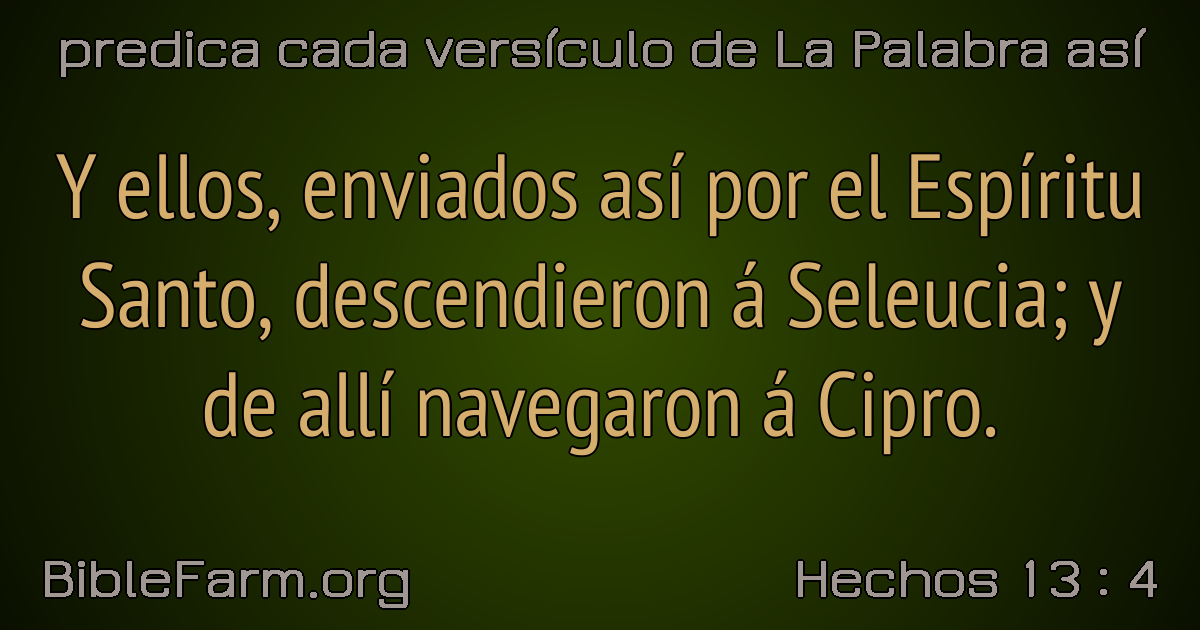 predica cada versículo de La Palabra así
Y ellos, enviados así por el Espíritu
Santo, descendieron á Seleucia; y
de allí navegaron á Cipro.
BibleFarm.org
Hechos 13 : 4